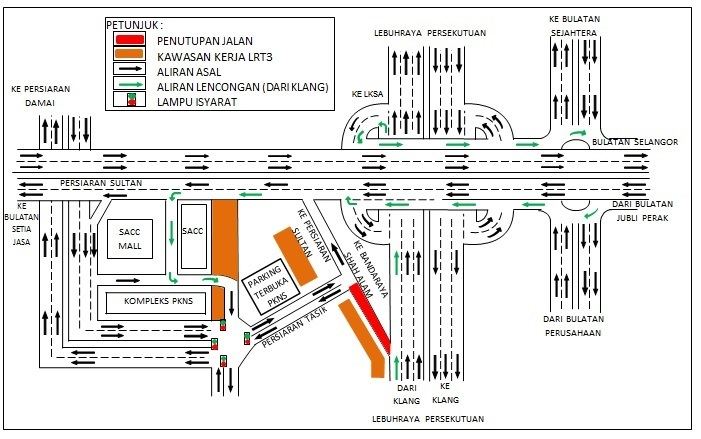 PETUNJUK :
PENUTUPAN JALAN
KAWASAN KERJA LRT3
ALIRAN ASAL
ALIRAN LENCONGAN (DARI KLANG)
LAMPU ISYARAT
KE PERSIARAN
DAMAI
LEBUHRAYA PERSEKUTUAN
KE BULATAN
SEJAHTERA
KE LKSA
BULATAN SELANGOR
PERSIARAN SULTAN
KE
BULATAN
SETIA
JASA
SACC
MALL
SACC
KE PERSIARAN
SULTAN
KE BANDARAYA
SHAH ALAM
DARI BULATAN
JUBLI PERAK
PARKING
TERBUKA
PKNS
KOMPLEKS PKNS
PERSIARAN TASIK
DARI BULATAN
PERUSAHAAN
DARI
KLANG
KE
KLANG
LEBUHRAYA PERSEKUTUAN